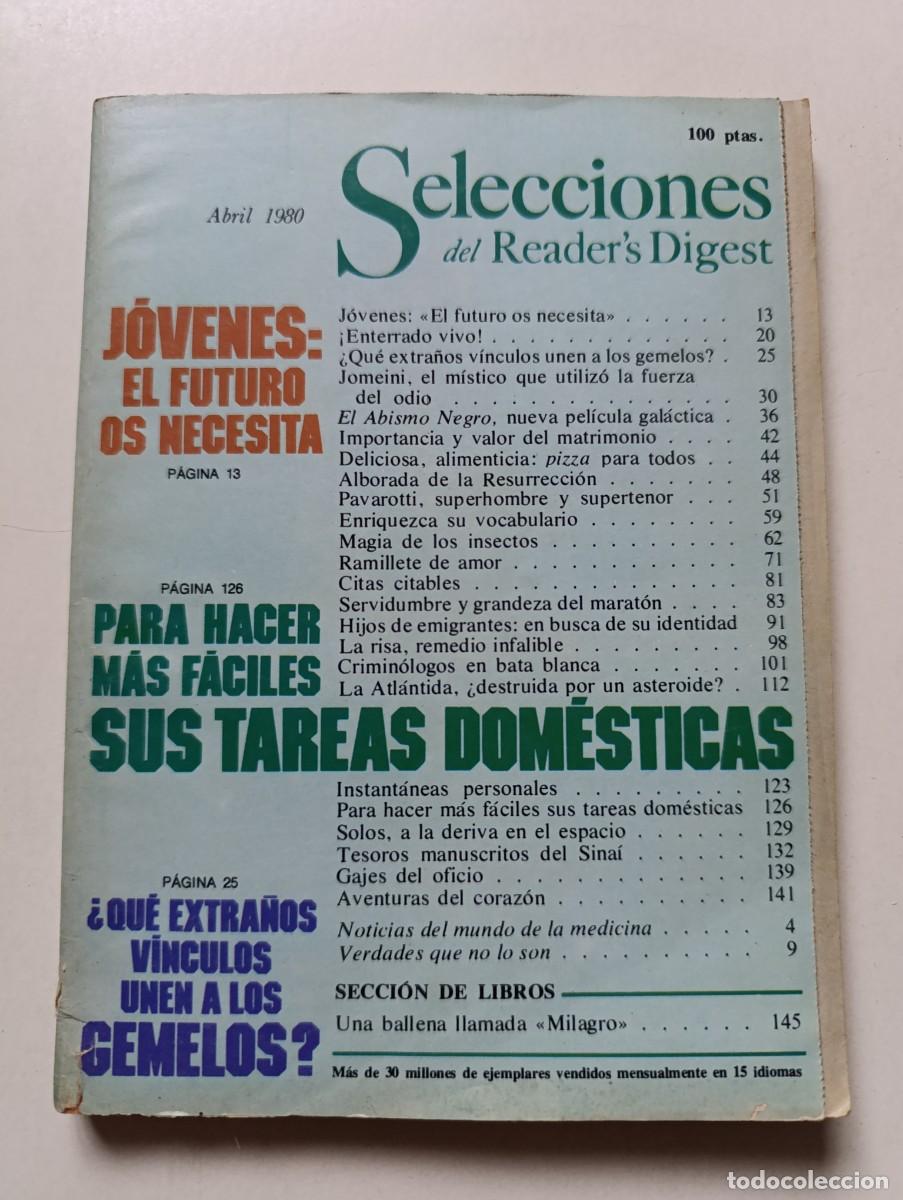 100 ptas.
Abril 1980
Selecciones
del Reader's Digest
JÓVENES:
EL FUTURO
OS NECESITA
PÁGINA 13
Jóvenes: «El futuro os necesita» . . . . . . 13
¡Enterrado vivo! . . . . . . . . . . . . . 20
¿Qué extraños vínculos unen a los gemelos? . 25
Jomeini, el místico que utilizó la fuerza
del odio . . . . . . . . . . . . . . . 30
El Abismo Negro, nueva película galáctica . 36
Importancia y valor del matrimonio . . . . 42
Deliciosa, alimenticia: pizza para todos . . 44
Alborada de la Resurrección . . . . . . . 48
Pavarotti, superhombre y supertenor . . . 51
Enriquezca su vocabulario . . . . . . . . 59
Magia de los insectos . . . . . . . . . . 62
Ramillete de amor . . . . . . . . . . . 71
Citas citables . . . . . . . . . . . . . 81
Servidumbre y grandeza del maratón . . . . 83
Hijos de emigrantes: en busca de su identidad 91
La risa, remedio infalible . . . . . . . . 98
Criminólogos en bata blanca . . . . . . . 101
La Atlántida, ¿destruida por un asteroide? . 112
PÁGINA 126
PARA HACER
MÁS FÁCILES
SUS TAREAS DOMÉSTICAS
Instantáneas personales . . . . . . . . . 123
Para hacer más fáciles sus tareas domésticas 126
Solos, a la deriva en el espacio . . . . . . 129
Tesoros manuscritos del Sinaí . . . . . . 132
Gajes del oficio . . . . . . . . . . . . 139
Aventuras del corazón . . . . . . . . . . 141
Noticias del mundo de la medicina . . . . . 4
Verdades que no lo son . . . . . . . . . . 9
PÁGINA 25
¿QUÉ EXTRAÑOS
VÍNCULOS
UNEN A LOS
GEMELOS?
SECCIÓN DE LIBROS
Una ballena llamada «Milagro» . . . . . . 145
Más de 30 millones de ejemplares vendidos mensualmente en 15 idiomas
todocoleccion